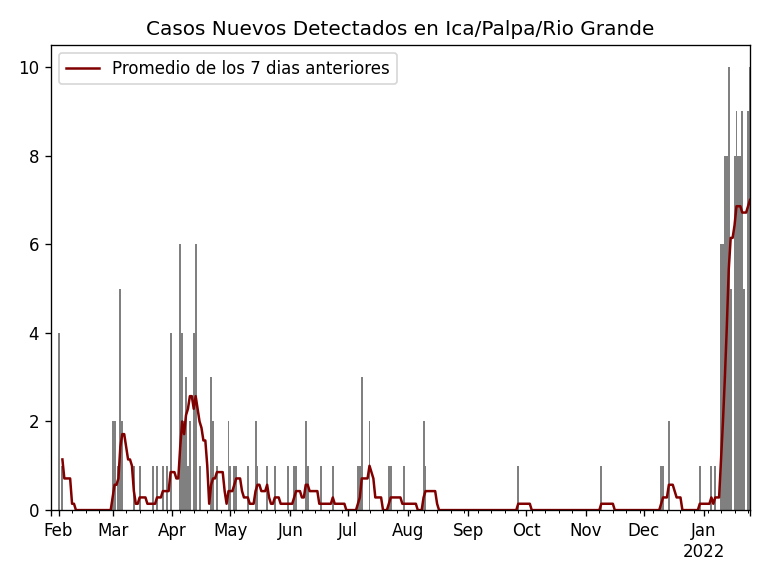 Casos Nuevos Detectados en Ica/Palpa/Rio Grande
Promedio de los 7 dias anteriores
10
8
6
4
2
0
Feb Mar Apr May Jun Jul Aug Sep Oct Nov Dec Jan
2022